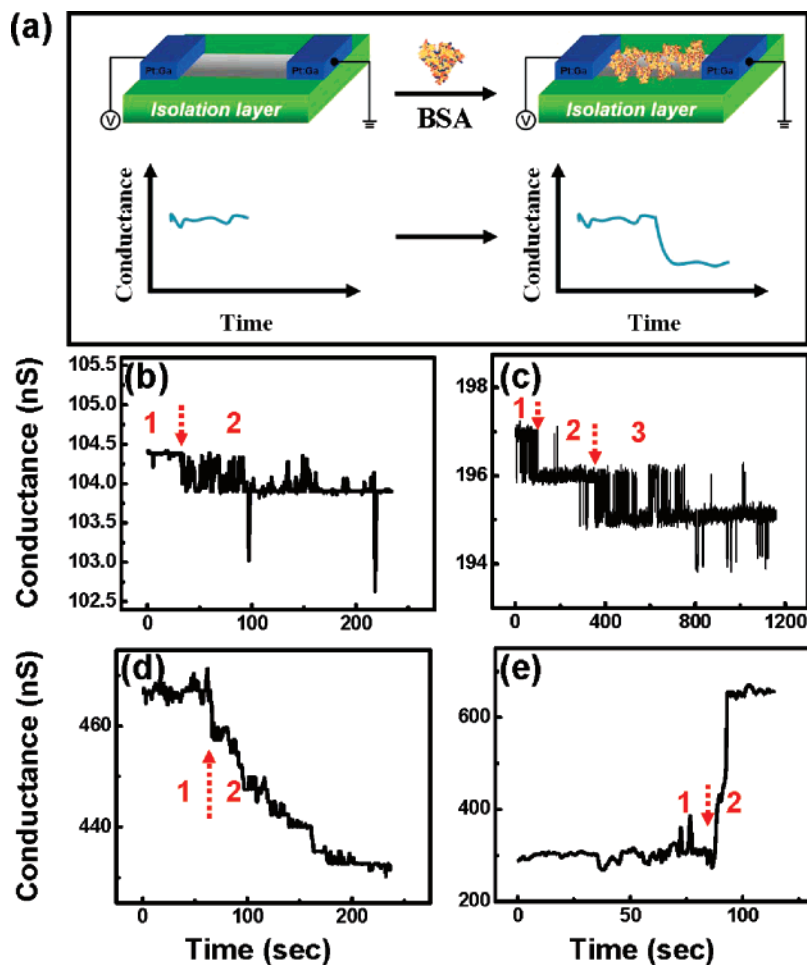 (a)
Pt:Ga Pt:Ga
Isolation layer
V
BSA
Pt:Ga Pt:Ga
Isolation layer
V
Conductance
Time
Conductance
Time
Conductance (nS)
(b)
105.5
105.0
104.5
104.0
103.5
103.0
102.5
1 2
0 200
(c)
198
196
194
1 2 3
0 400 800 1200
Conductance (nS)
(d)
460
440
1 2
0 100 200
Time (sec)
(e)
600
400
200
1 2
0 50 100
Time (sec)